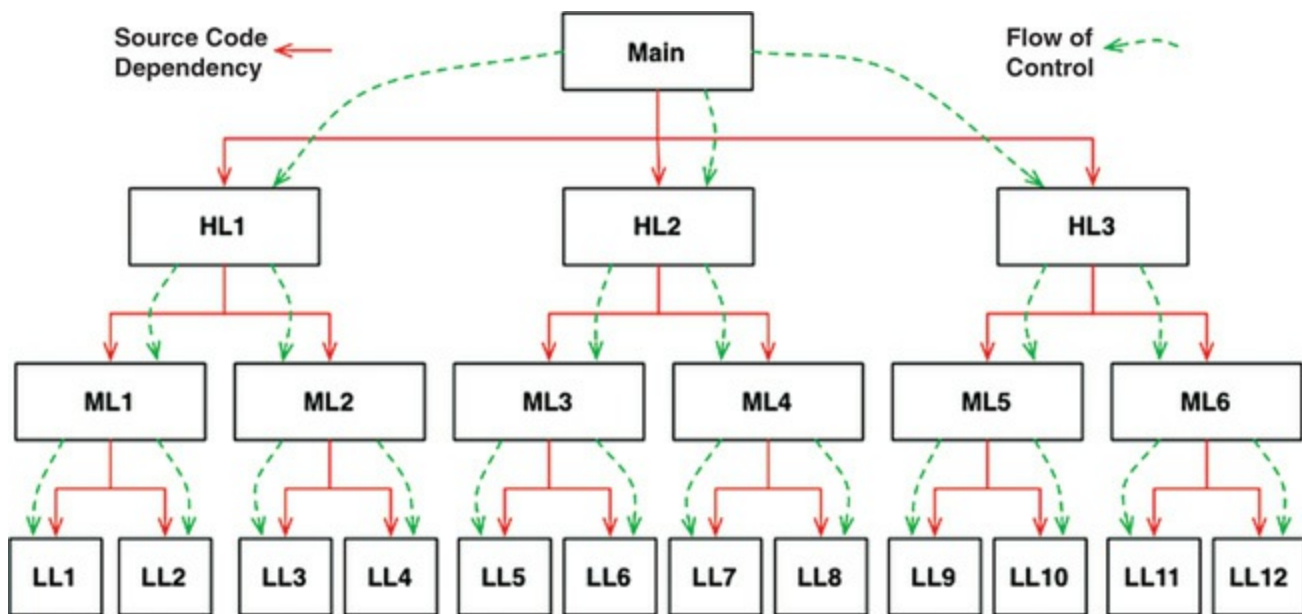 Source Code
Dependency
Main
Flow of
Control
HL1
HL2
HL3
ML1
ML2
ML3
ML4
ML5
ML6
LL1
LL2
LL3
LL4
LL5
LL6
LL7
LL8
LL9
LL10
LL11
LL12